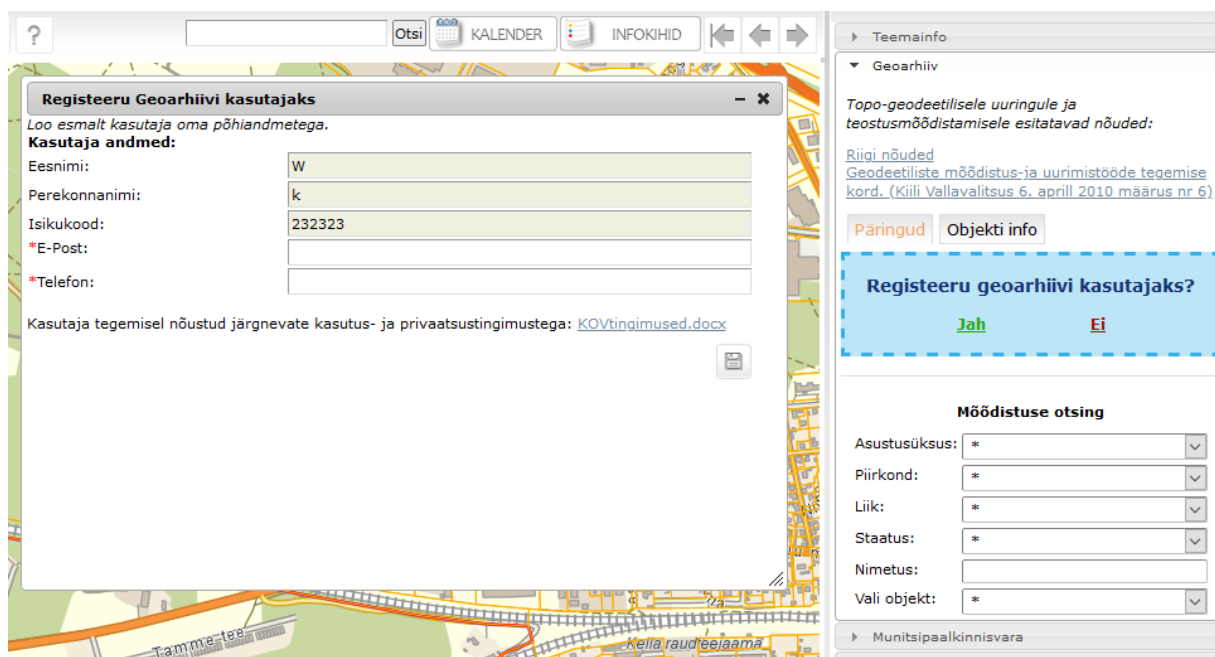 ?
Otsi
KALENDER
INFOKIHID
Registeeru Geoarhiivi kasutajaks
Loo esmalt kasutaja oma põhiandmetega.
Kasutaja andmed:
Eesnimi: W
Perekonnanimi: k
Isikukood: 232323
*E-Post:
*Telefon:
Kasutaja tegemisel nõustud järgnevate kasutus- ja privaatsustingimustega: KOVtingimused.docx
Tamme tee
Keila raudteejaama
Teemainfo
Geoarhiiv
Topo-geodeetilisele uuringule ja
teostusmõõdistamisele esitatavad nõuded:
Riigi nõuded
Geodeetiliste mõõdistus-ja uurimistööde tegemise
kord. (Kiili Vallavalitsus 6. aprill 2010 määrus nr 6)
Päringud
Objekti info
Registeeru geoarhiivi kasutajaks?
Jah
Ei
Mõõdistuse otsing
Asustusüksus: *
Piirkond: *
Liik: *
Staatus: *
Nimetus:
Vali objekt: *
Munitsipaalkinnisvara